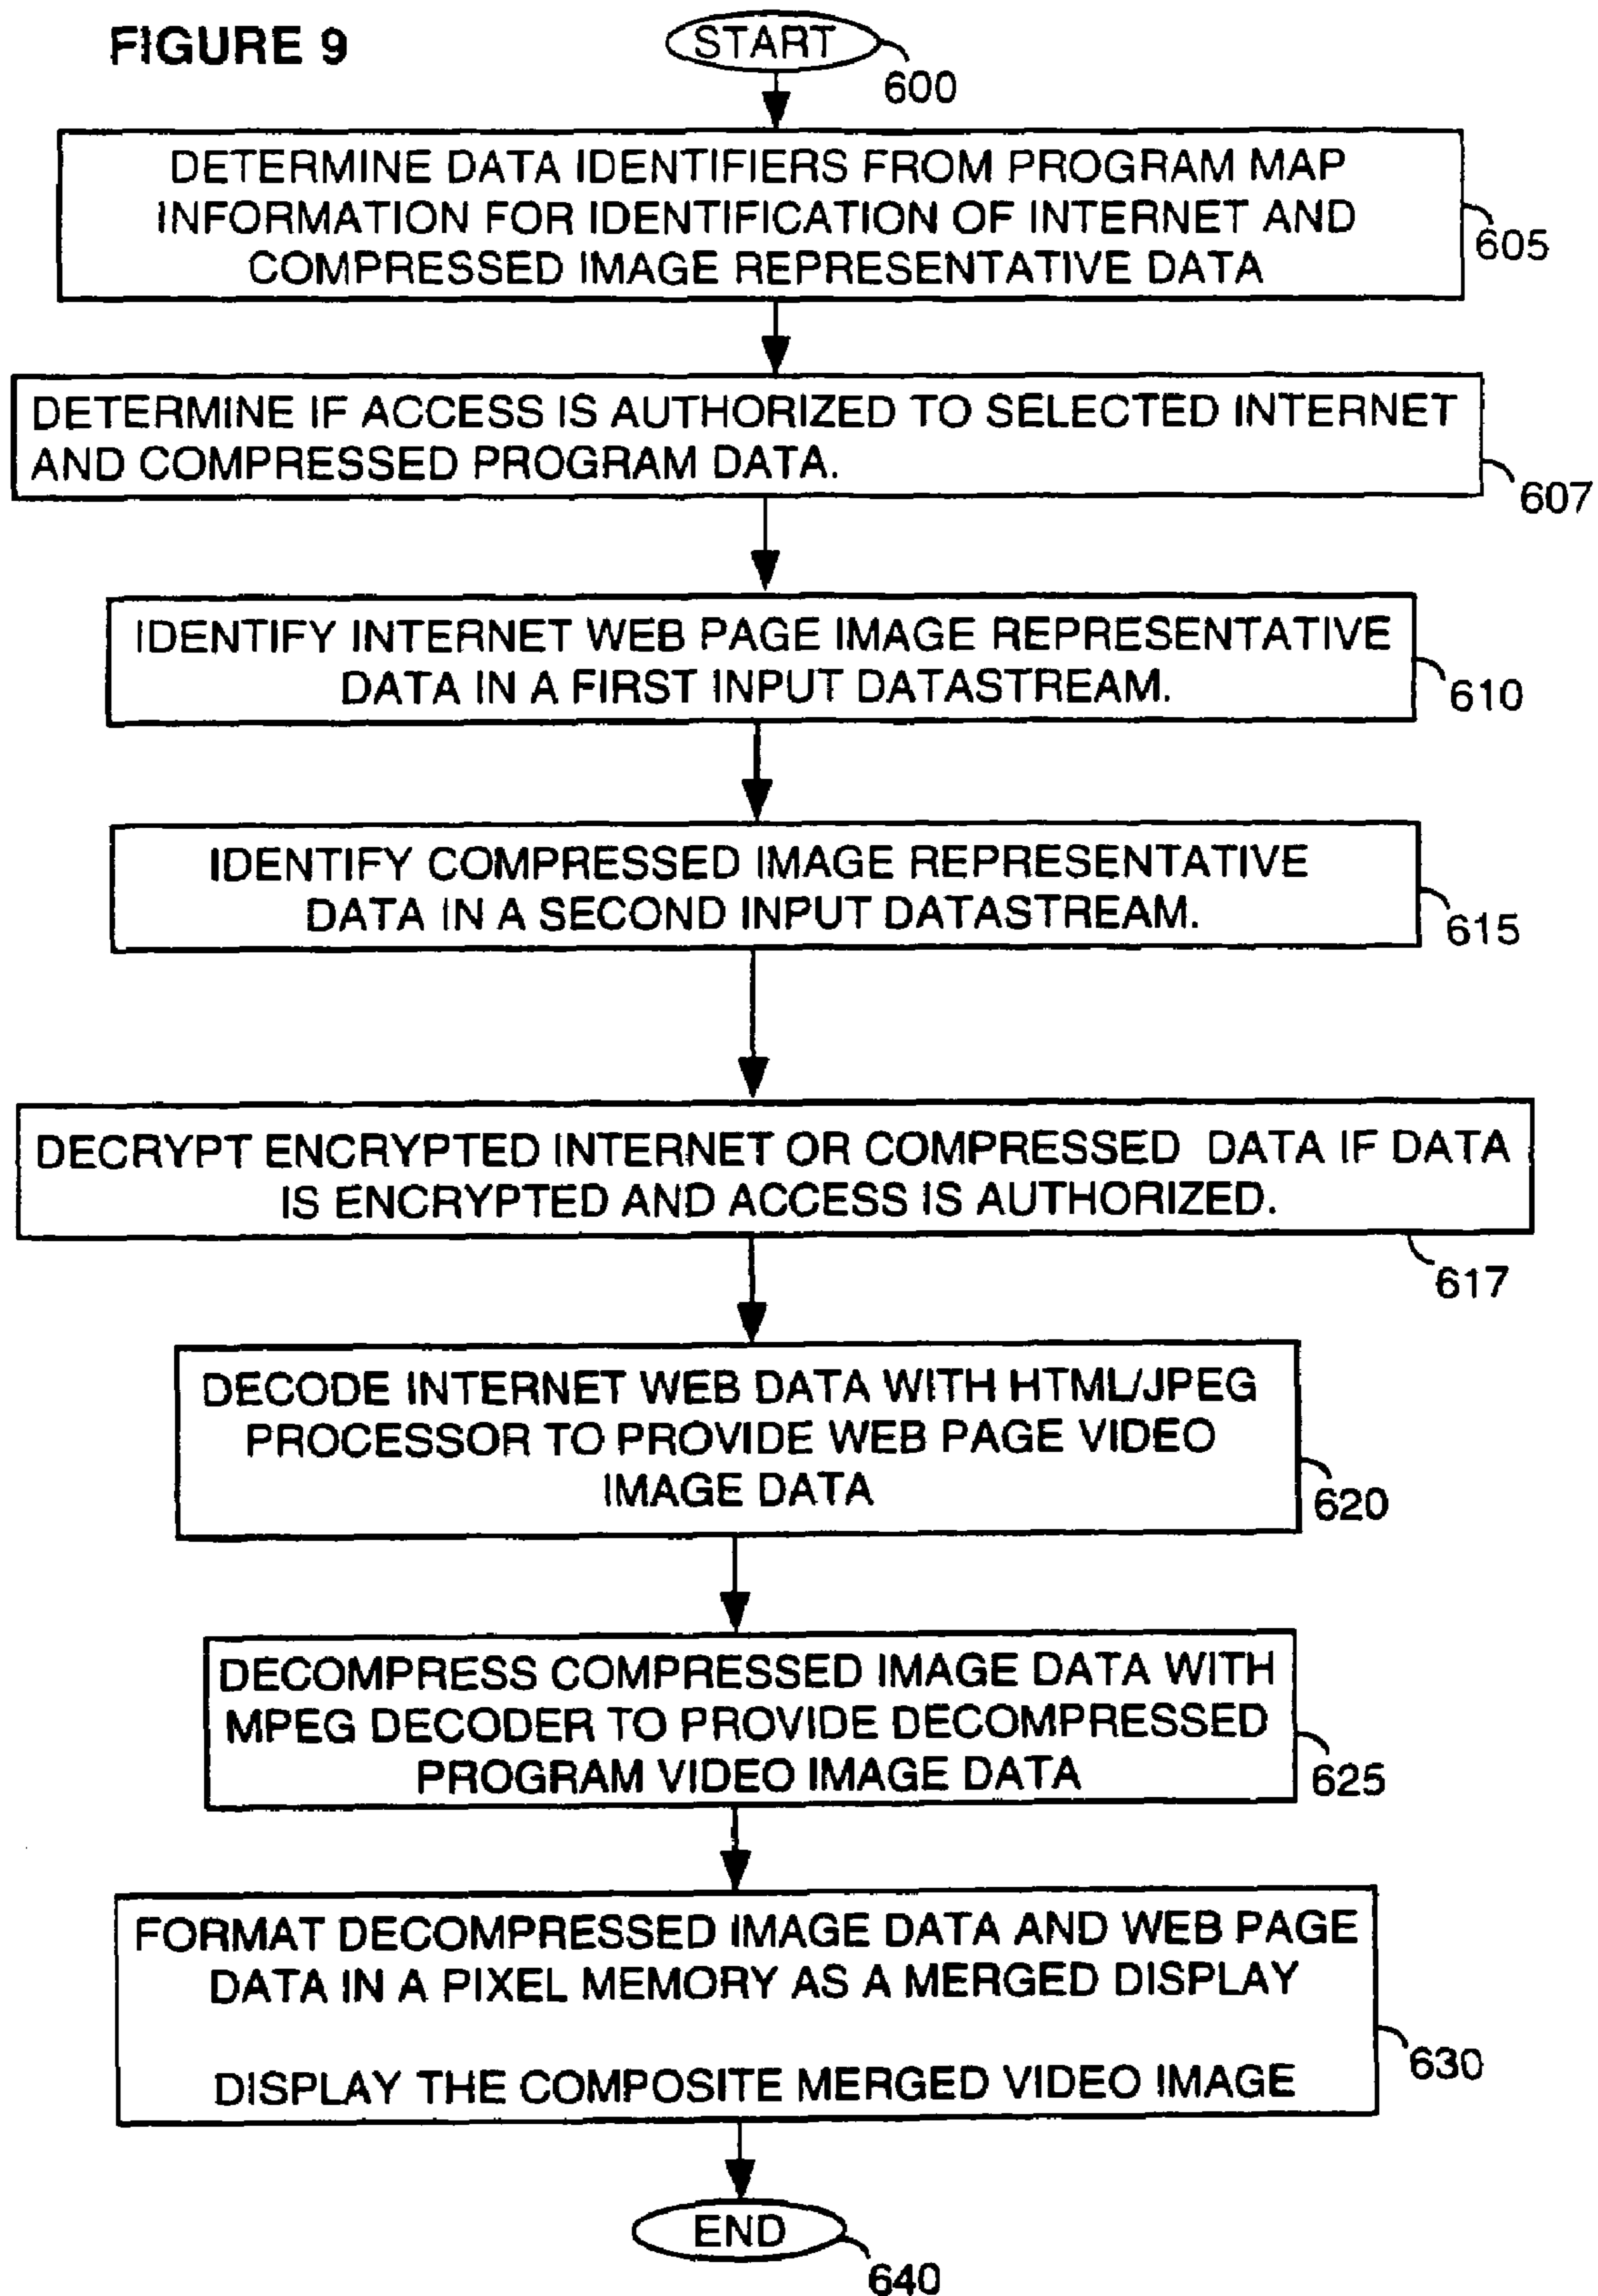 FIGURE 9
START
600
DETERMINE DATA IDENTIFIERS FROM PROGRAM MAP
INFORMATION FOR IDENTIFICATION OF INTERNET AND
COMPRESSED IMAGE REPRESENTATIVE DATA
605
DETERMINE IF ACCESS IS AUTHORIZED TO SELECTED INTERNET
AND COMPRESSED PROGRAM DATA.
607
IDENTIFY INTERNET WEB PAGE IMAGE REPRESENTATIVE
DATA IN A FIRST INPUT DATASTREAM.
610
IDENTIFY COMPRESSED IMAGE REPRESENTATIVE
DATA IN A SECOND INPUT DATASTREAM.
615
DECRYPT ENCRYPTED INTERNET OR COMPRESSED DATA IF DATA
IS ENCRYPTED AND ACCESS IS AUTHORIZED.
617
DECODE INTERNET WEB DATA WITH HTML/JPEG
PROCESSOR TO PROVIDE WEB PAGE VIDEO
IMAGE DATA
620
DECOMPRESS COMPRESSED IMAGE DATA WITH
MPEG DECODER TO PROVIDE DECOMPRESSED
PROGRAM VIDEO IMAGE DATA
625
FORMAT DECOMPRESSED IMAGE DATA AND WEB PAGE
DATA IN A PIXEL MEMORY AS A MERGED DISPLAY
DISPLAY THE COMPOSITE MERGED VIDEO IMAGE
630
END
640